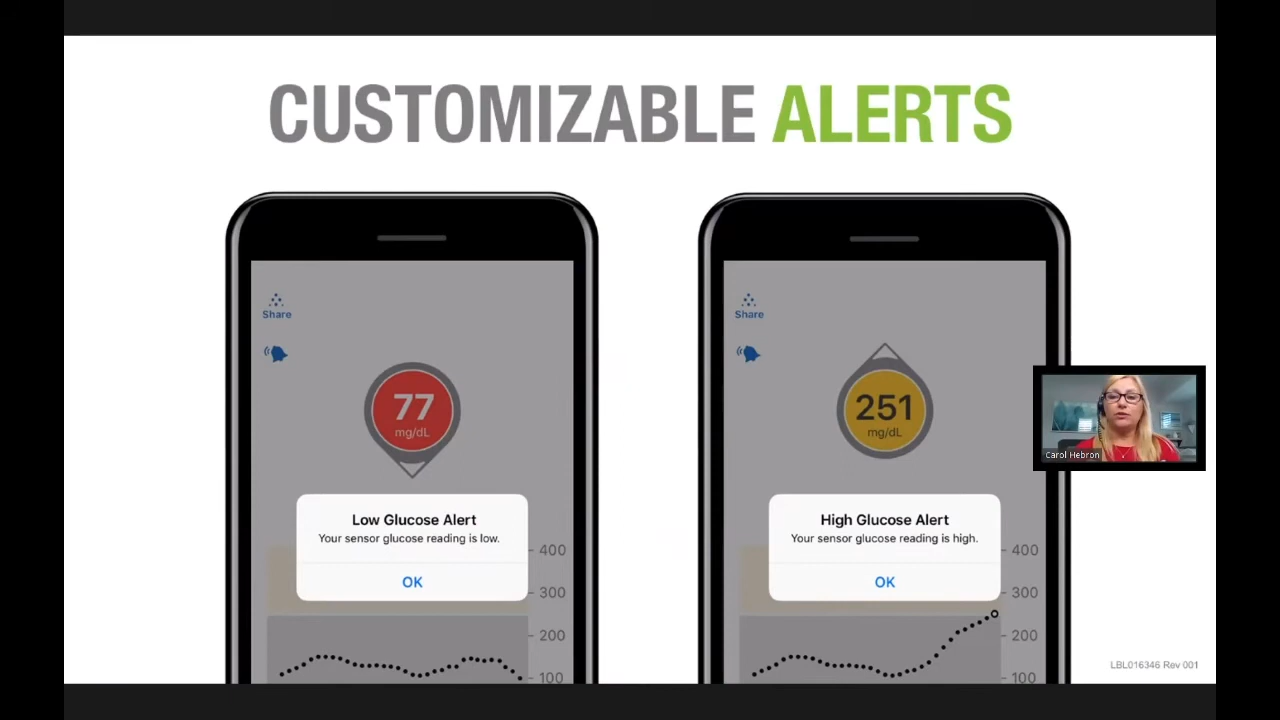 CUSTOMIZABLE ALERTS
Share
77
mg/dL
Low Glucose Alert
Your sensor glucose reading is low.
OK
400
300
200
100
Share
251
mg/dL
High Glucose Alert
Your sensor glucose reading is high.
OK
400
300
200
100
Carol Hebron
LBL016346 Rev 001